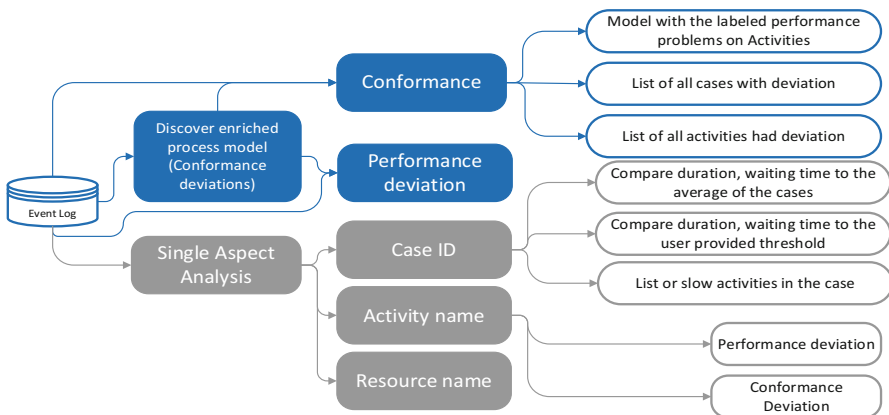 Model with the labeled performance
problems on Activities
Conformance
List of all cases with deviation
Discover enriched
process model
(Conformance
deviations)
List of all activities had deviation
Performance
deviation
Event Log
Compare duration, waiting time to the
average of the cases
Single Aspect
Analysis
Case ID
Compare duration, waiting time to the
user provided threshold
List or slow activities in the case
Activity name
Performance deviation
Resource name
Conformance
Deviation